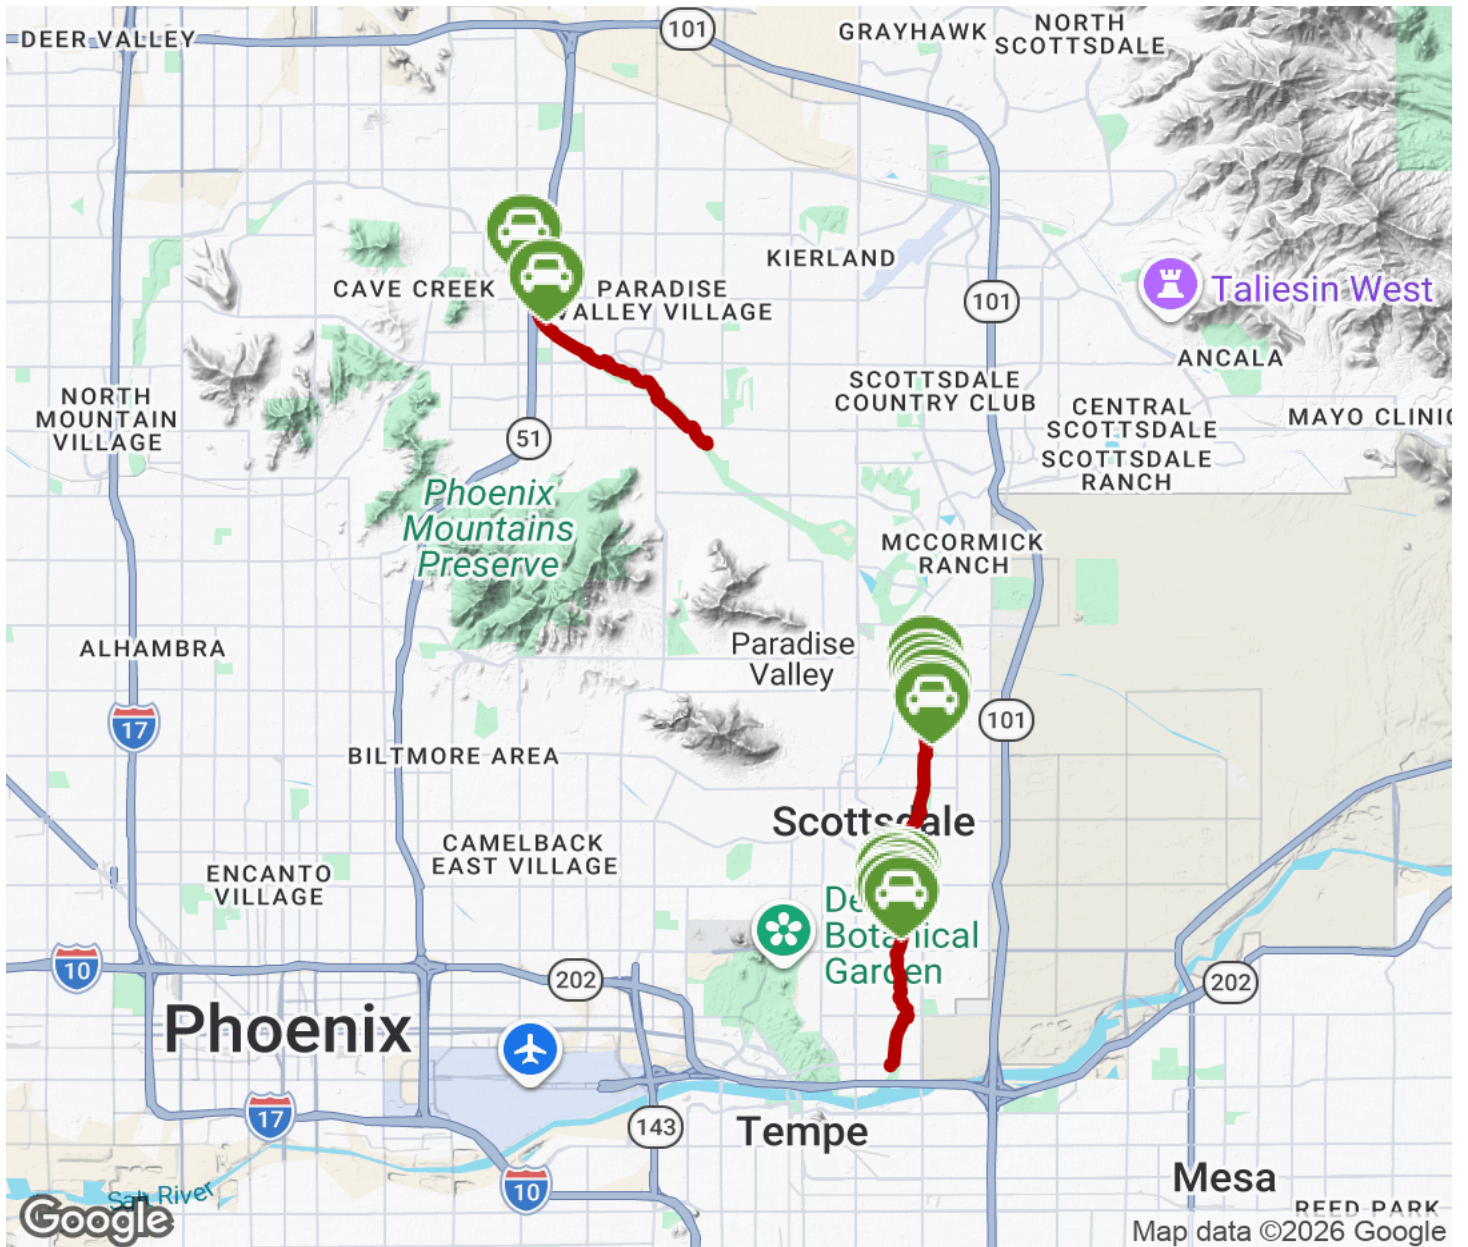 101
GRAYHAWK
NORTH
SCOTTSDALE
DEER VALLEY
KIERLAND
CAVE CREEK
PARADISE
VALLEY VILLAGE
101
Taliesin West
ANCALA
NORTH
MOUNTAIN
VILLAGE
51
SCOTTSDALE
COUNTRY CLUB
CENTRAL
SCOTTSDALE
SCOTTSDALE
RANCH
MAYO CLINIC
Phoenix
Mountains
Preserve
MCCORMICK
RANCH
ALHAMBRA
Paradise
Valley
17
101
BILTMORE AREA
Scottsdale
CAMELBACK
EAST VILLAGE
ENCANTO
VILLAGE
Botanical
Garden
10
202
202
Phoenix
17
143
Tempe
10
Mesa
Salt River
REED PARK
Google
Map data ©2026 Google